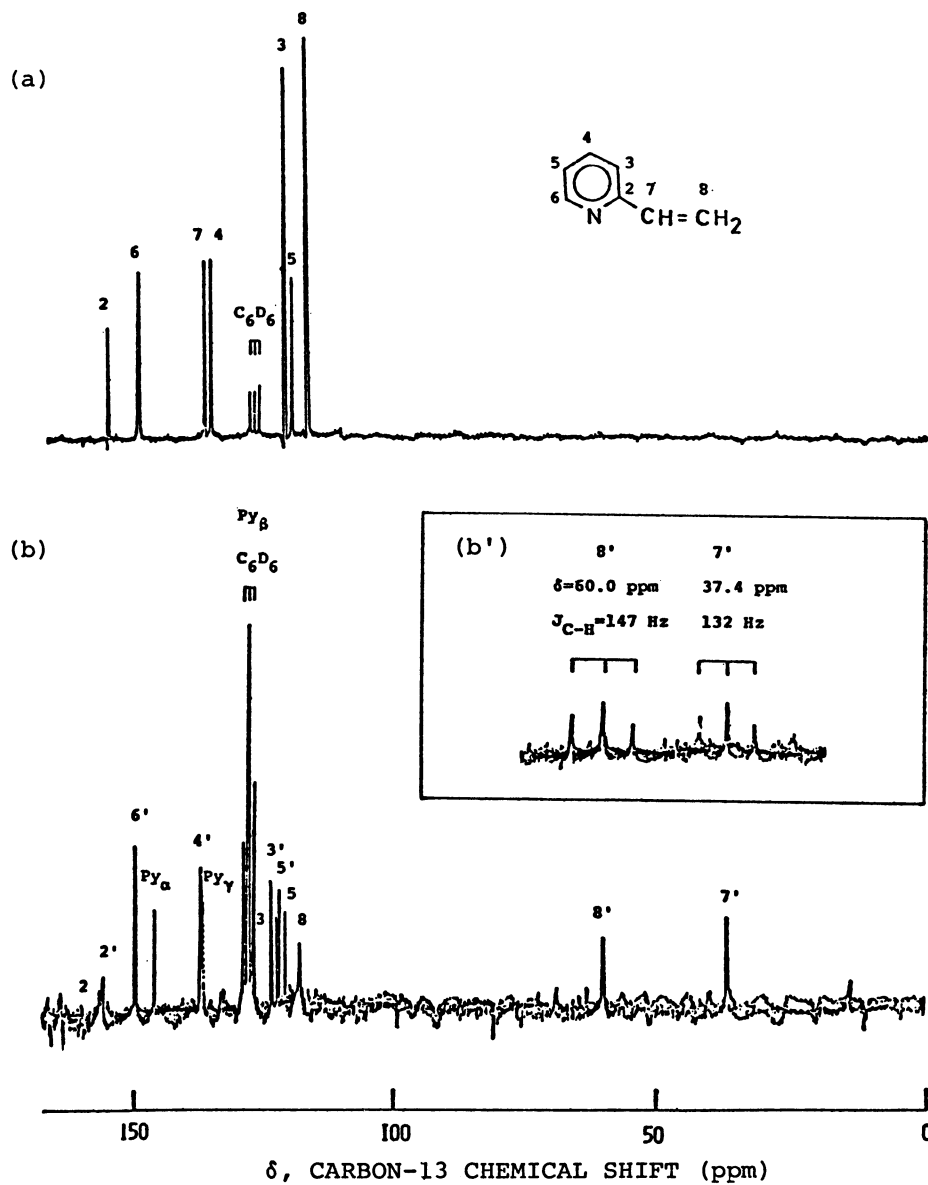 (a)
8
3
6
7 4
5
2
C6D6
4
5 3
6 2 7 8
N CH=CH2
(b)
Pyβ
C6D6
6'
Pyα
4'
Pyγ
3'
5'
3 5
8
2 2'
8'
7'
(b')
8' 7'
δ=60.0 ppm 37.4 ppm
JC-H=147 Hz 132 Hz
150 100 50 0
δ, CARBON-13 CHEMICAL SHIFT (ppm)